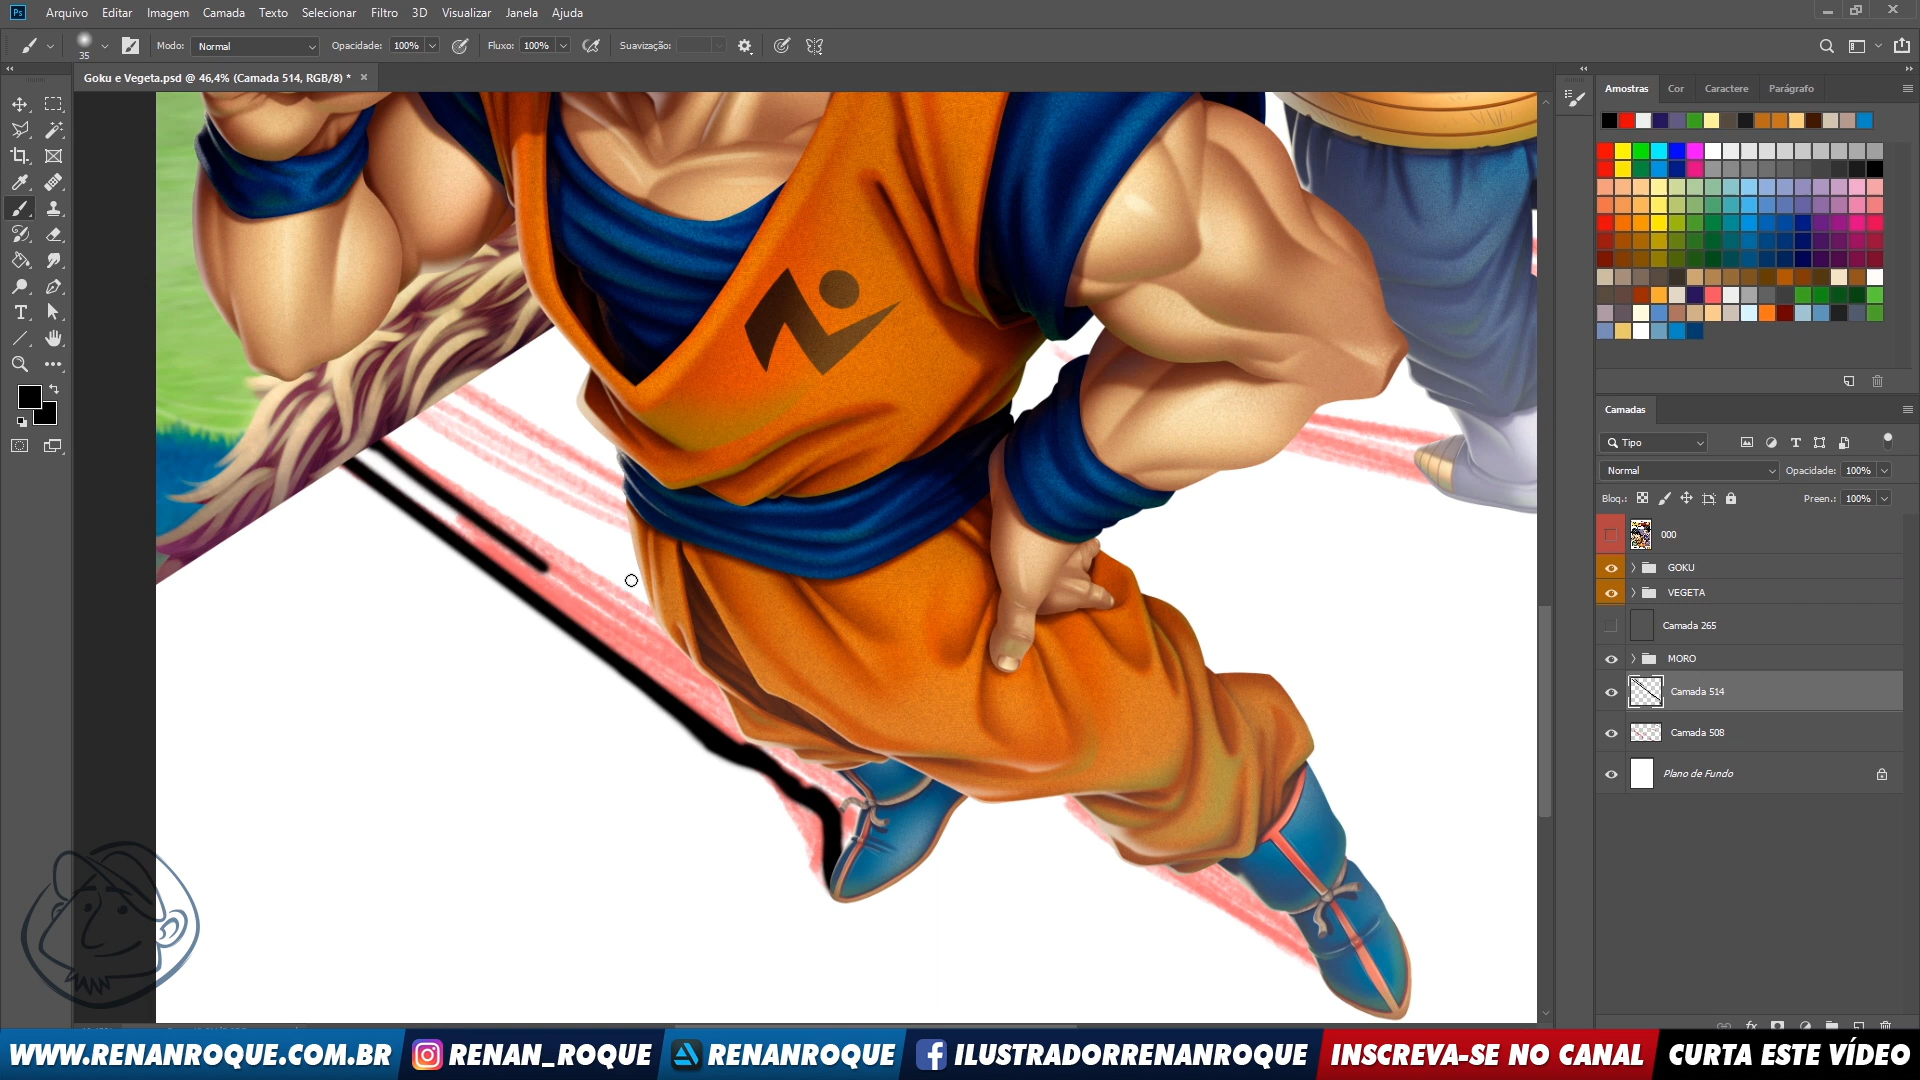 Ps Arquivo Editar Imagem Camada Texto Selecionar Filtro 3D Visualizar Janela Ajuda
35 Modo: Normal Opacidade: 100% Fluxo: 100% Suavização:
Goku e Vegeta.psd @ 46,4% (Camada 514, RGB/8) * ×
Amostras Cor Caractere Parágrafo
Camadas
Tipo
Normal Opacidade: 100%
Bloq.: Preen.: 100%
000
GOKU
VEGETA
Camada 265
MORO
Camada 514
Camada 508
Plano de Fundo
WWW.RENANROQUE.COM.BR RENAN_ROQUE RENANROQUE ILUSTRADORRENANROQUE INSCREVA-SE NO CANAL CURTA ESTE VÍDEO